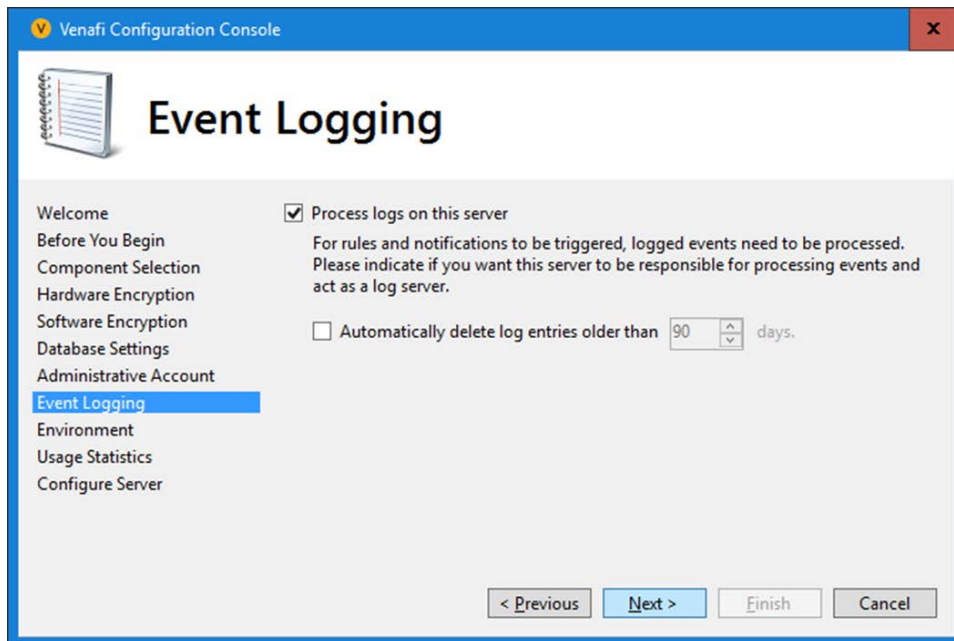 V Venafi Configuration Console x
Event Logging
Welcome
Before You Begin
Component Selection
Hardware Encryption
Software Encryption
Database Settings
Administrative Account
Event Logging
Environment
Usage Statistics
Configure Server
Process logs on this server
For rules and notifications to be triggered, logged events need to be processed.
Please indicate if you want this server to be responsible for processing events and
act as a log server.
Automatically delete log entries older than 90 days.
< Previous Next > Finish Cancel